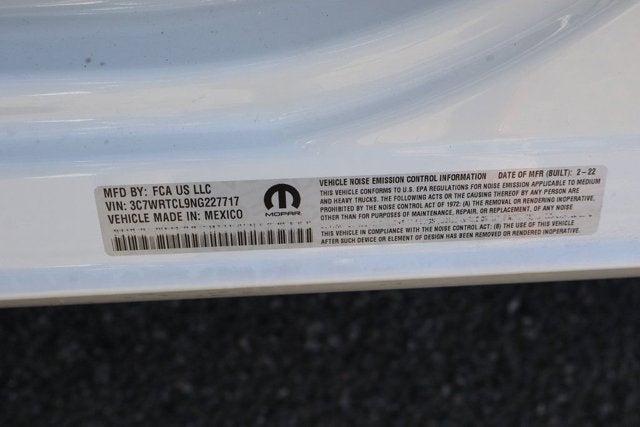 MFD BY: FCA US LLC
VIN: 3C7WRTCL9NG227717
VEHICLE MADE IN: MEXICO
MOPAR
VEHICLE NOISE EMISSION CONTROL INFORMATION DATE OF MFR (BUILT): 2-22
THIS VEHICLE CONFORMS TO U.S. EPA REGULATIONS FOR NOISE EMISSION APPLICABLE TO MEDIUM
AND HEAVY TRUCKS. THE FOLLOWING ACTS OR THE CAUSING THEREOF BY ANY PERSON ARE
PROHIBITED BY THE NOISE CONTROL ACT OF 1972: (A) THE REMOVAL OR RENDERING INOPERATIVE,
OTHER THAN FOR PURPOSES OF MAINTENANCE, REPAIR, OR REPLACEMENT, OF ANY NOISE
THIS VEHICLE IN COMPLIANCE WITH THE NOISE CONTROL ACT: (B) THE USE OF THIS VEHICLE
AFTER SUCH DEVICE OR ELEMENT OF DESIGN HAS BEEN REMOVED OR RENDERED INOPERATIVE.